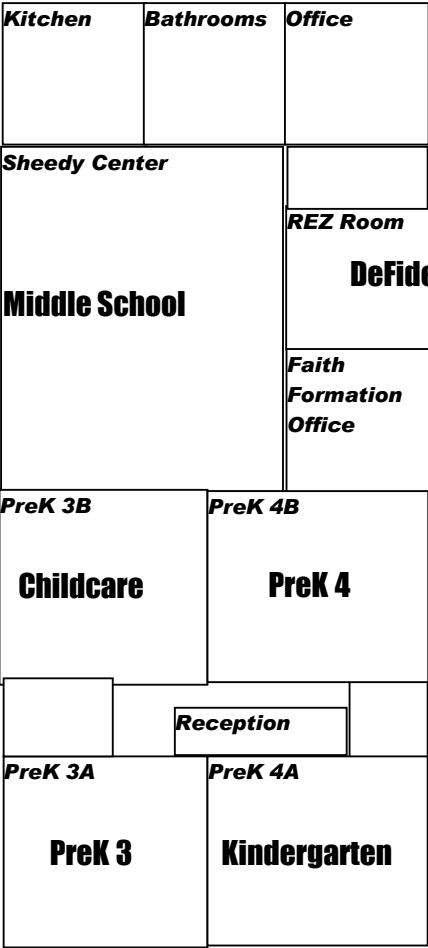 Kitchen
Bathrooms
Office
Sheedy Center
REZ Room
DeFide
Middle School
Faith
Formation
Office
PreK 3B
PreK 4B
Childcare
PreK 4
Reception
PreK 3A
PreK 4A
PreK 3
Kindergarten